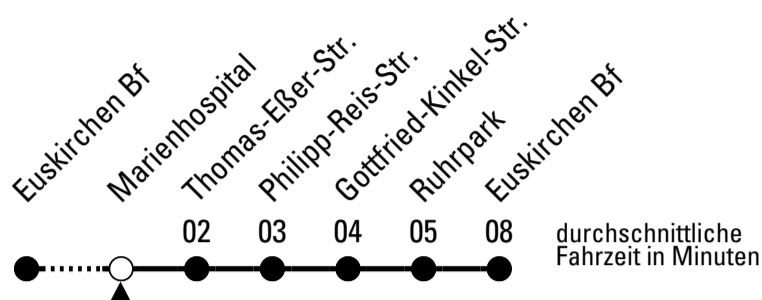 Euskirchen Bf
Marienhospital
Thomas-Eßer-Str.
Philipp-Reis-Str.
Gottfried-Kinkel-Str.
Ruhrpark
Euskirchen Bf
02 03 04 05 08
durchschnittliche
Fahrzeit in Minuten